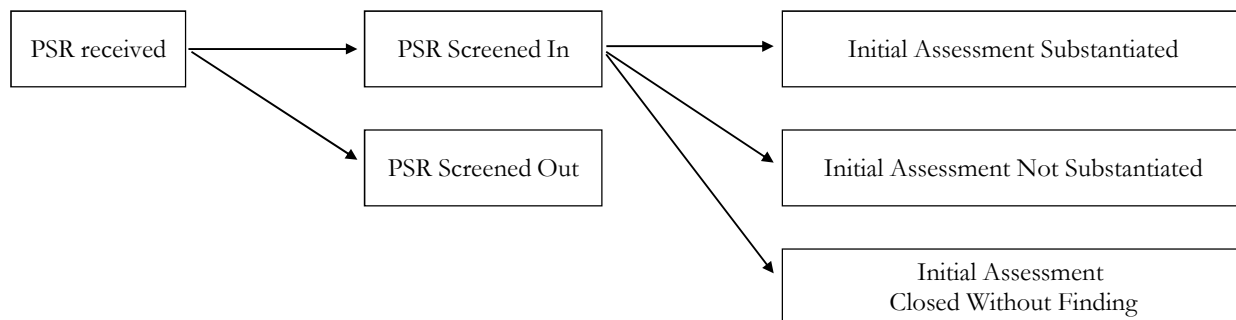 PSR received
PSR Screened In
Initial Assessment Substantiated
PSR Screened Out
Initial Assessment Not Substantiated
Initial Assessment
Closed Without Finding